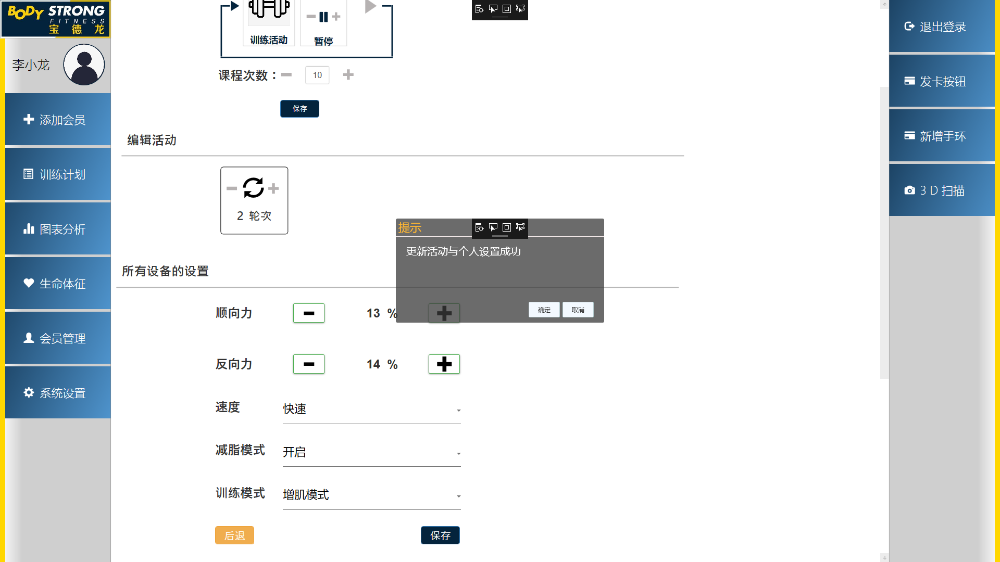 BODY STRONG
FITNESS
宝德龙
李小龙
添加会员
训练计划
图表分析
生命体征
会员管理
系统设置
训练活动
暂停
课程次数：
10
保存
编辑活动
2 轮次
所有设备的设置
顺向力
13 %
反向力
14 %
速度
快速
减脂模式
开启
训练模式
增肌模式
后退
保存
提示
更新活动与个人设置成功
确定
取消
退出登录
发卡按钮
新增手环
3 D 扫描